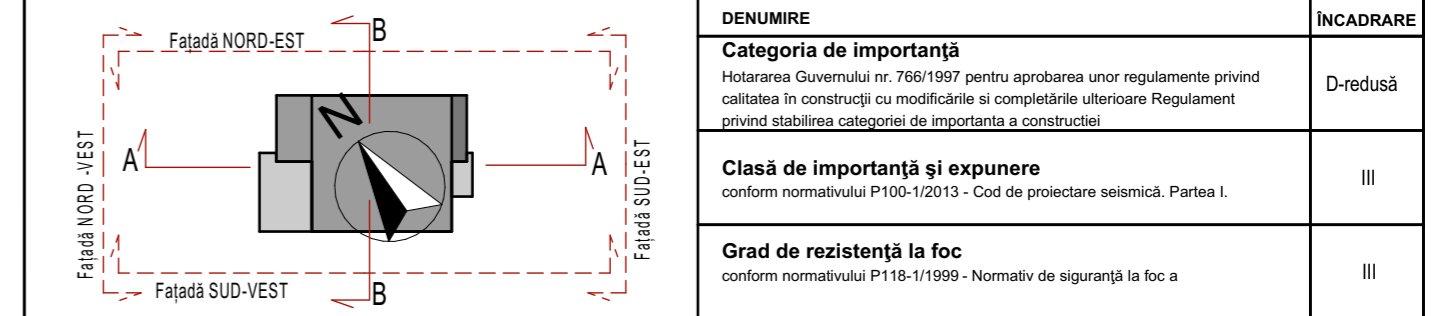 B
Fațadă NORD-EST
N
A
A
Fațadă NORD -VEST
Fațadă SUD-EST
Fațadă SUD-VEST
B
DENUMIRE
ÎNCADRARE
Categoria de importanţă
Hotararea Guvernului nr. 766/1997 pentru aprobarea unor regulamente privind
calitatea în construcţii cu modificările si completările ulterioare Regulament
privind stabilirea categoriei de importanta a constructiei
D-redusă
Clasă de importanţă şi expunere
conform normativului P100-1/2013 - Cod de proiectare seismică. Partea I.
III
Grad de rezistenţă la foc
conform normativului P118-1/1999 - Normativ de siguranţă la foc a
III